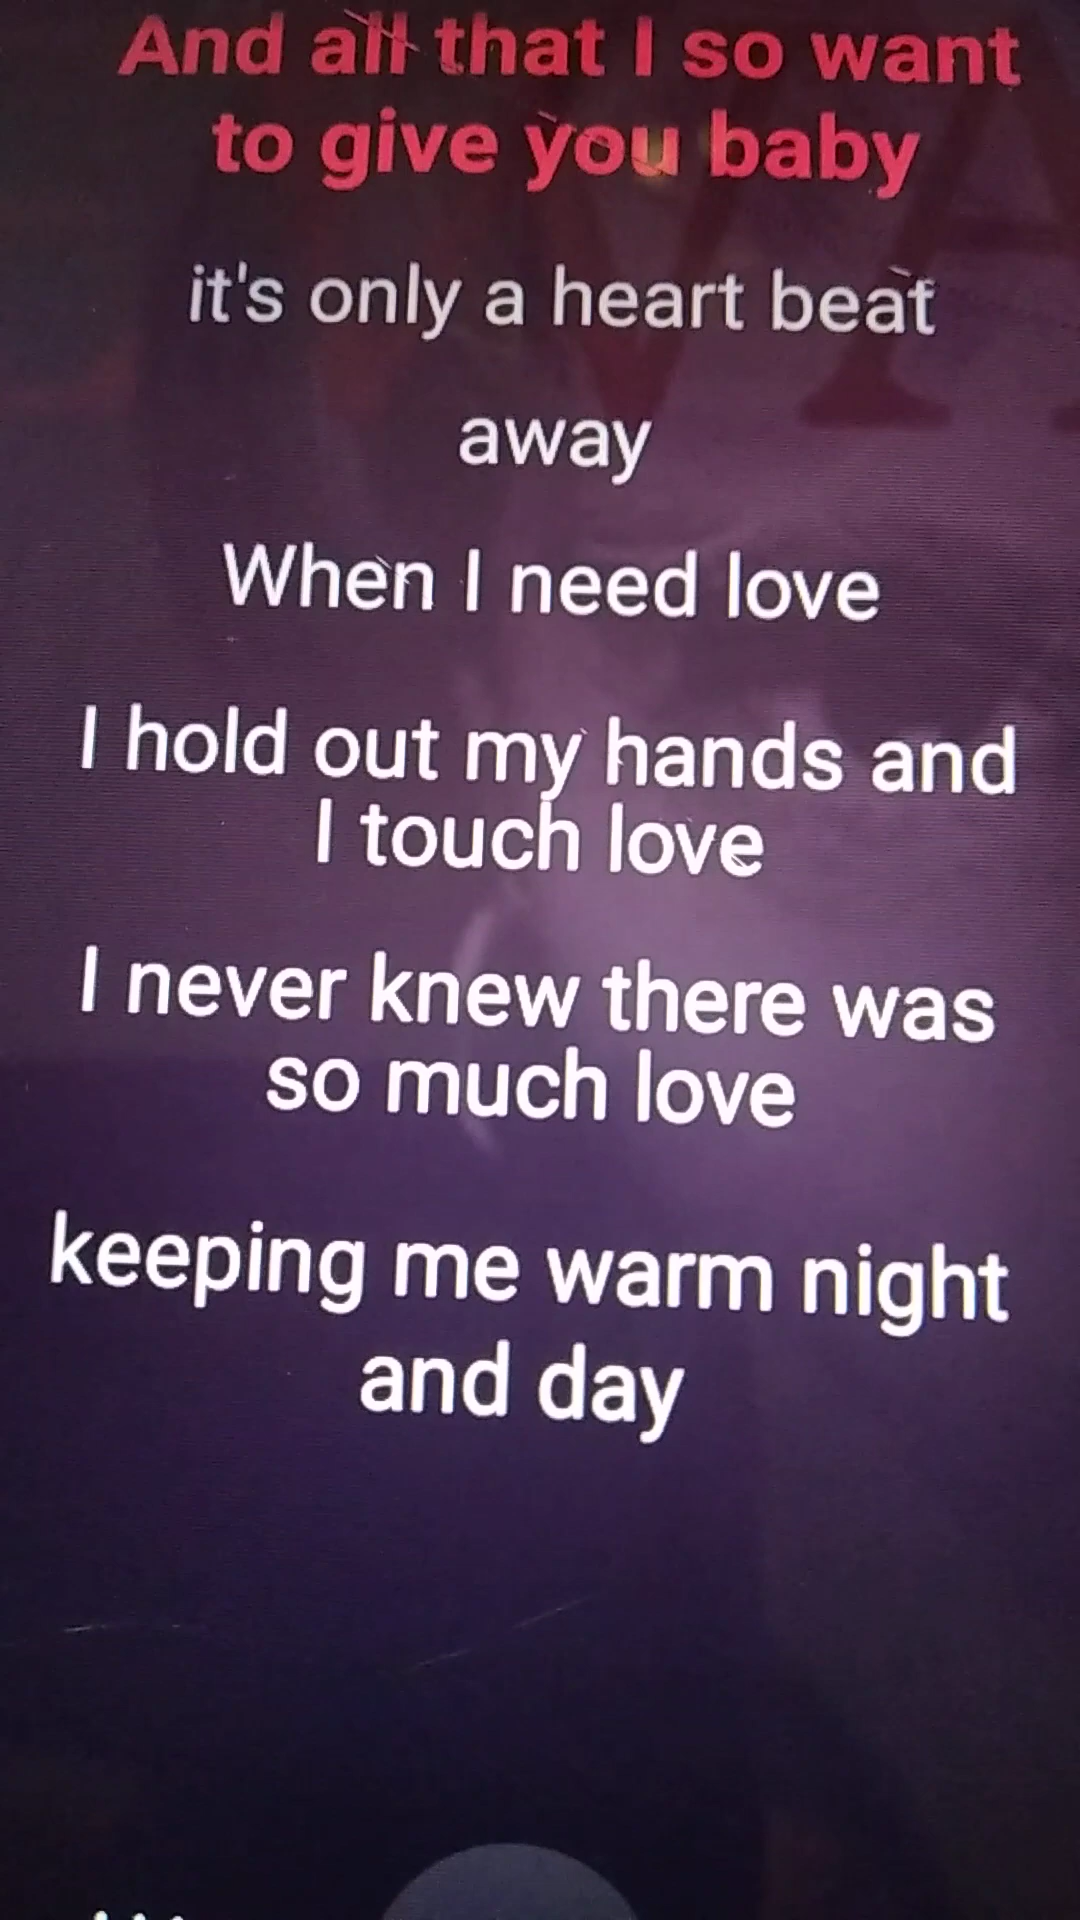 And all that I so want
to give you baby
it's only a heart beat
away
When I need love
I hold out my hands and
I touch love
I never knew there was
so much love
keeping me warm night
and day